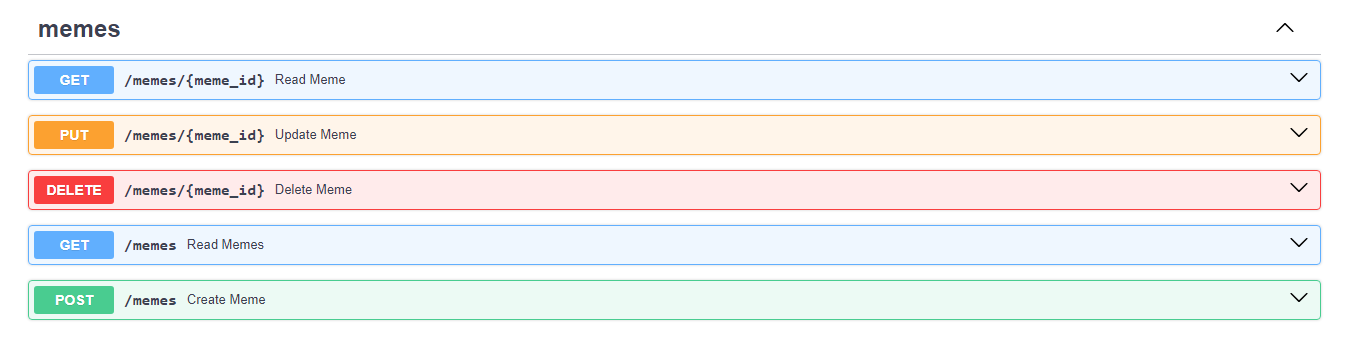 memes
GET /memes/{meme_id} Read Meme
PUT /memes/{meme_id} Update Meme
DELETE /memes/{meme_id} Delete Meme
GET /memes Read Memes
POST /memes Create Meme